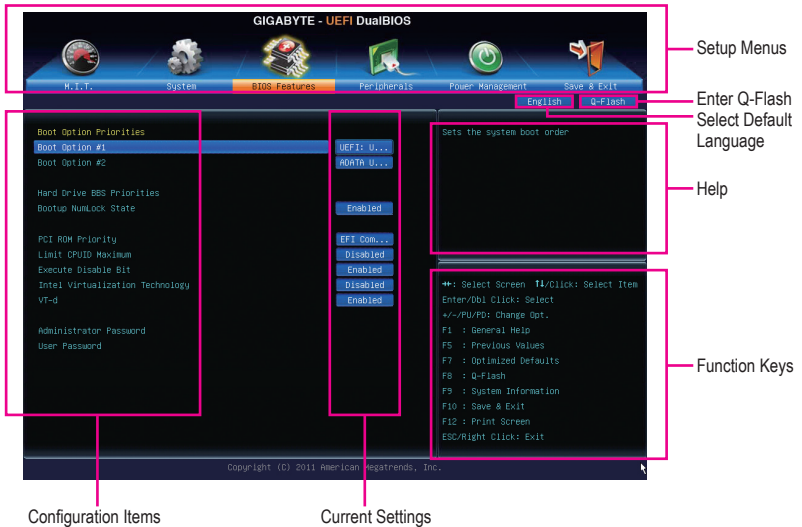 GIGABYTE - UEFI DualBIOS
M.I.T.
System
BIOS Features
Peripherals
Power Management
Save & Exit
Setup Menus
English
Q-Flash
Enter Q-Flash
Select Default
Language
Boot Option Priorities
Boot Option #1 UEFI: U...
Boot Option #2 ADATA U...
Hard Drive BBS Priorities
Bootup NumLock State Enabled
PCI ROM Priority EFI Com...
Limit CPUID Maximum Disabled
Execute Disable Bit Enabled
Intel Virtualization Technology Disabled
VT-d Enabled
Administrator Password
User Password
Sets the system boot order
Help
→←: Select Screen ↑↓/Click: Select Item
Enter/Dbl Click: Select
+/-/PU/PD: Change Opt.
F1 : General Help
F5 : Previous Values
F7 : Optimized Defaults
F8 : Q-Flash
F9 : System Information
F10 : Save & Exit
F12 : Print Screen
ESC/Right Click: Exit
Function Keys
Copyright (C) 2011 American Megatrends, Inc.
Configuration Items
Current Settings